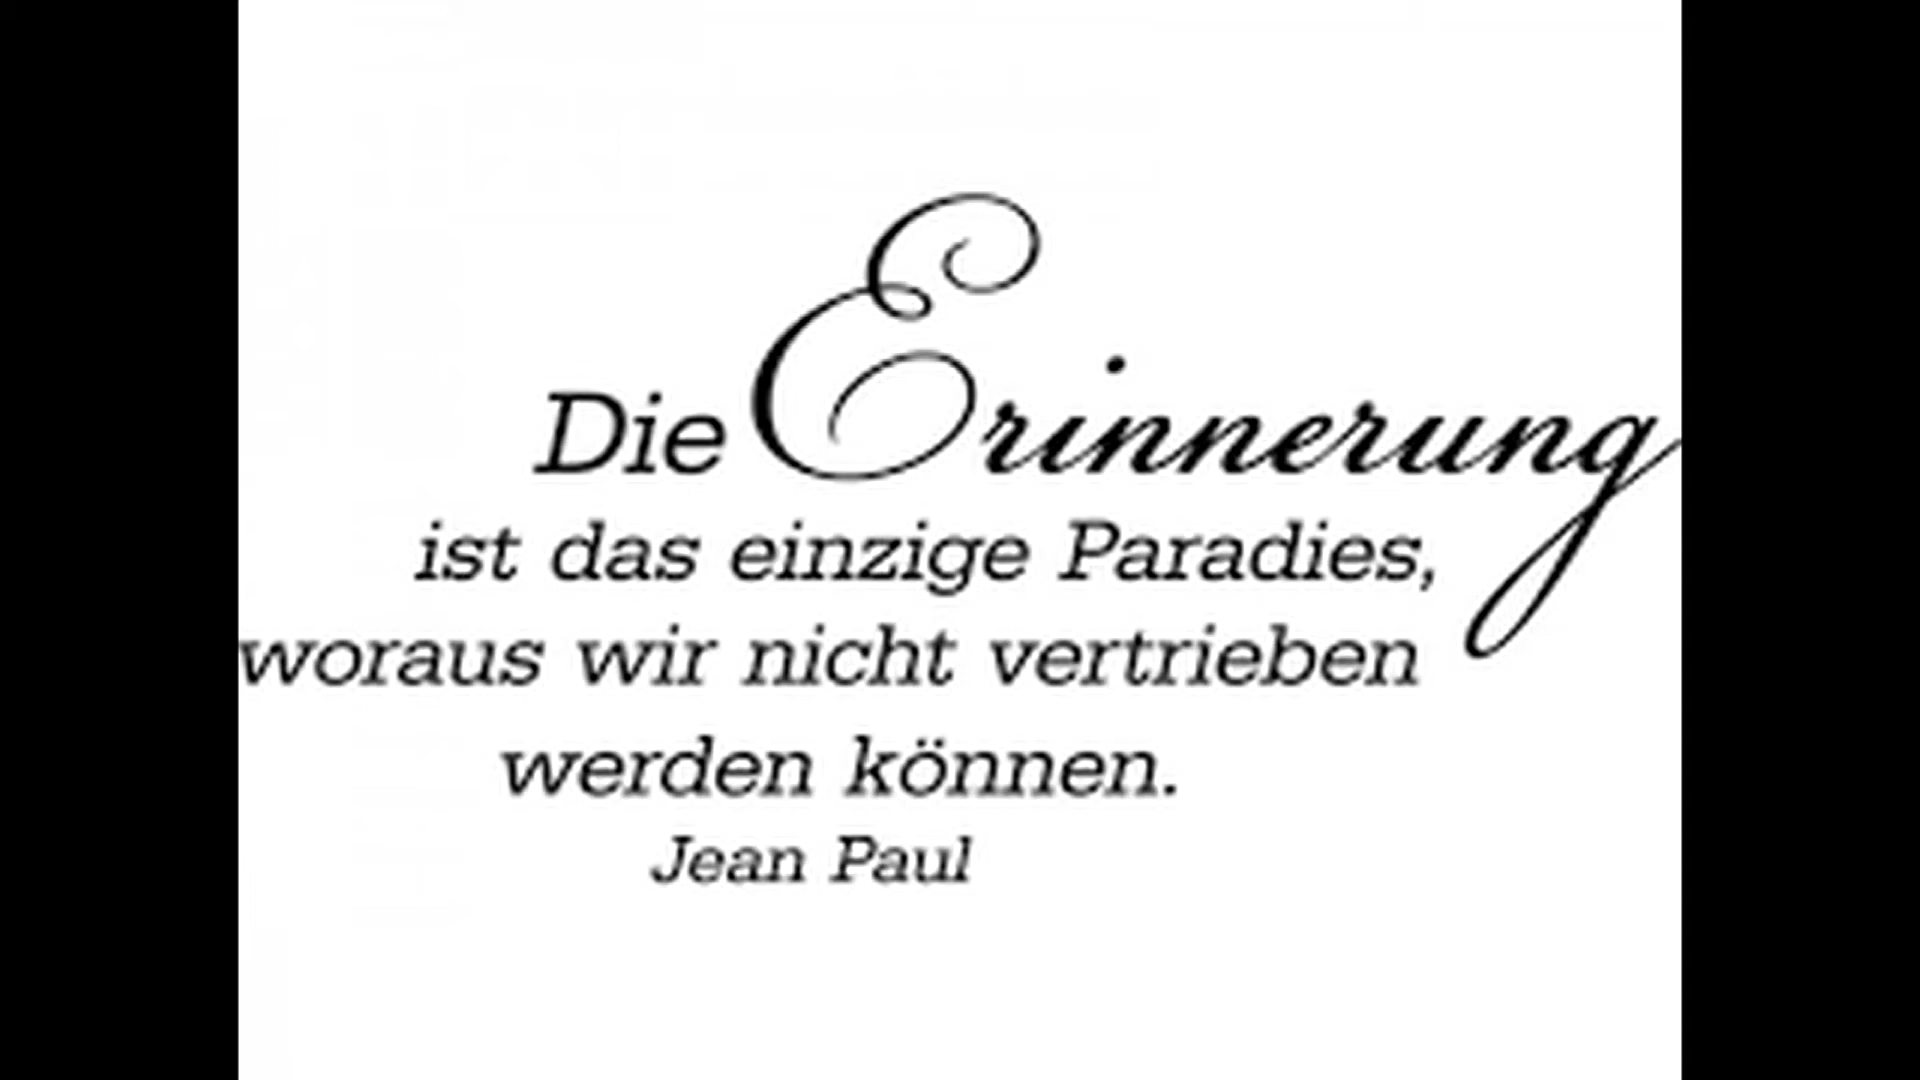 Die Erinnerung
ist das einzige Paradies,
woraus wir nicht vertrieben
werden können.
Jean Paul